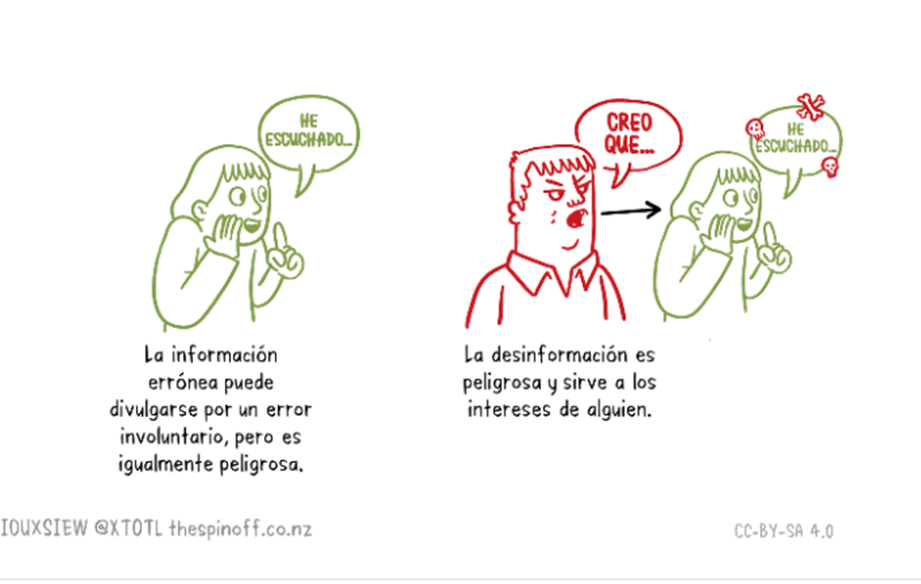 HE
ESCUCHADO...
La información
errónea puede
divulgarse por un error
involuntario, pero es
igualmente peligrosa.
CREO
QUE...
HE
ESCUCHADO...
La desinformación es
peligrosa y sirve a los
intereses de alguien.
IOUXSIEW @XTOTL thespinoff.co.nz
CC-BY-SA 4.0